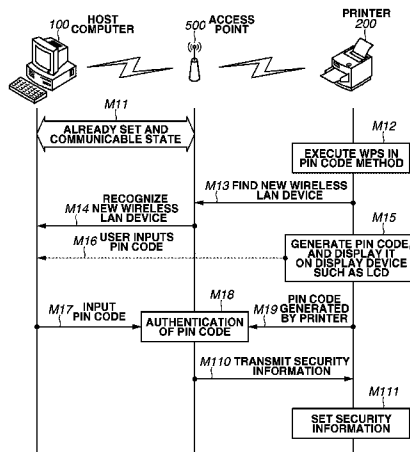 100 HOST
COMPUTER
500 ACCESS
POINT
PRINTER
200
M11
ALREADY SET AND
COMMUNICABLE STATE
M12
EXECUTE WPS IN
PIN CODE METHOD
M13 FIND NEW WIRELESS
LAN DEVICE
RECOGNIZE
M14 NEW WIRELESS
LAN DEVICE
M15
GENERATE PIN CODE,
AND DISPLAY IT
ON DISPLAY DEVICE
SUCH AS LCD
M16 USER INPUTS
PIN CODE
M17 INPUT
PIN CODE
M18
AUTHENTICATION
OF PIN CODE
PIN CODE
M19 GENERATED
BY PRINTER
M110 TRANSMIT SECURITY
INFORMATION
M111
SET SECURITY
INFORMATION